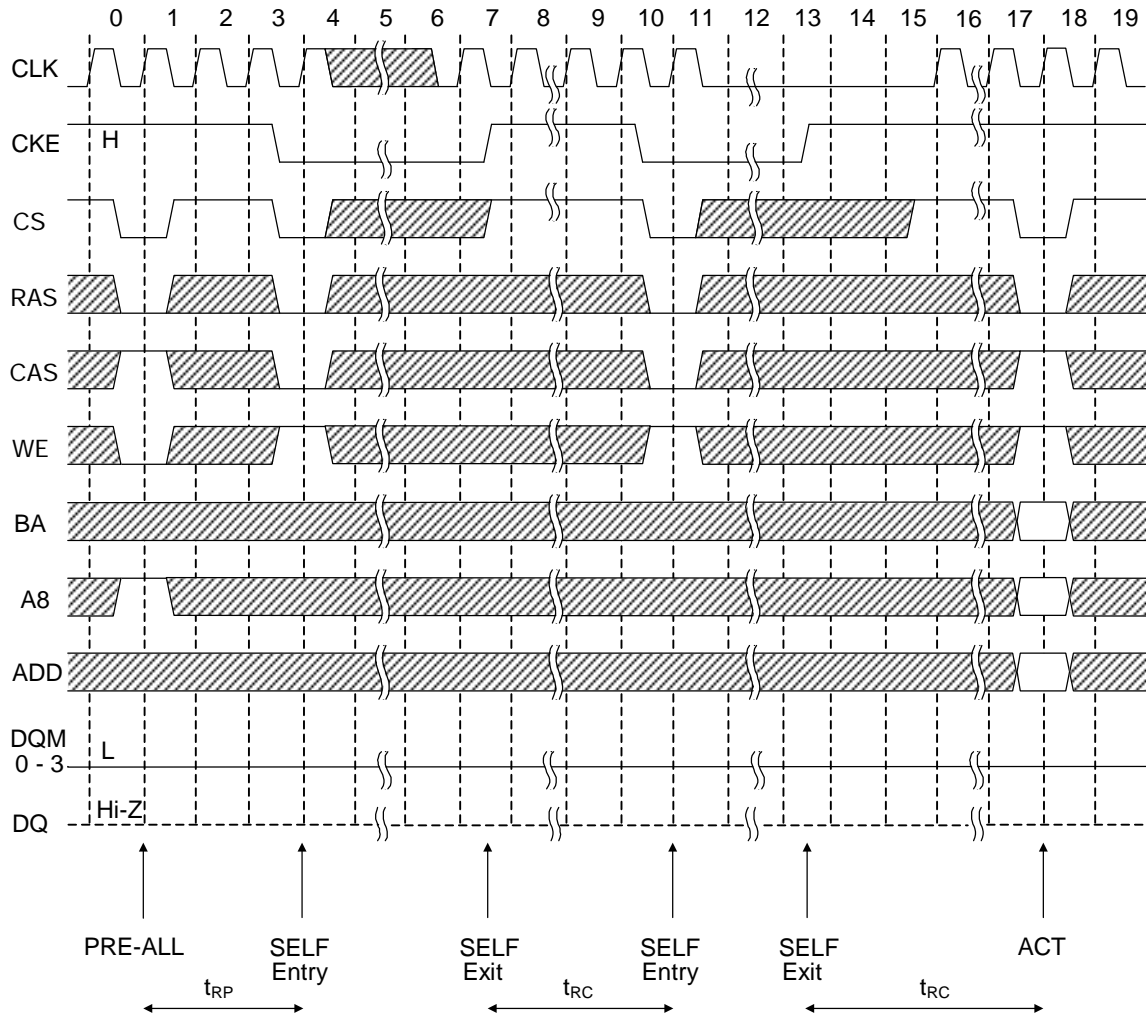 0 1 2 3 4 5 6 7 8 9 10 11 12 13 14 15 16 17 18 19
CLK
CKE H
CS
RAS
CAS
WE
BA
A8
ADD
DQM
0 - 3 L
DQ Hi-Z
PRE-ALL SELF Entry SELF Exit SELF Entry SELF Exit ACT
tRP tRC tRC